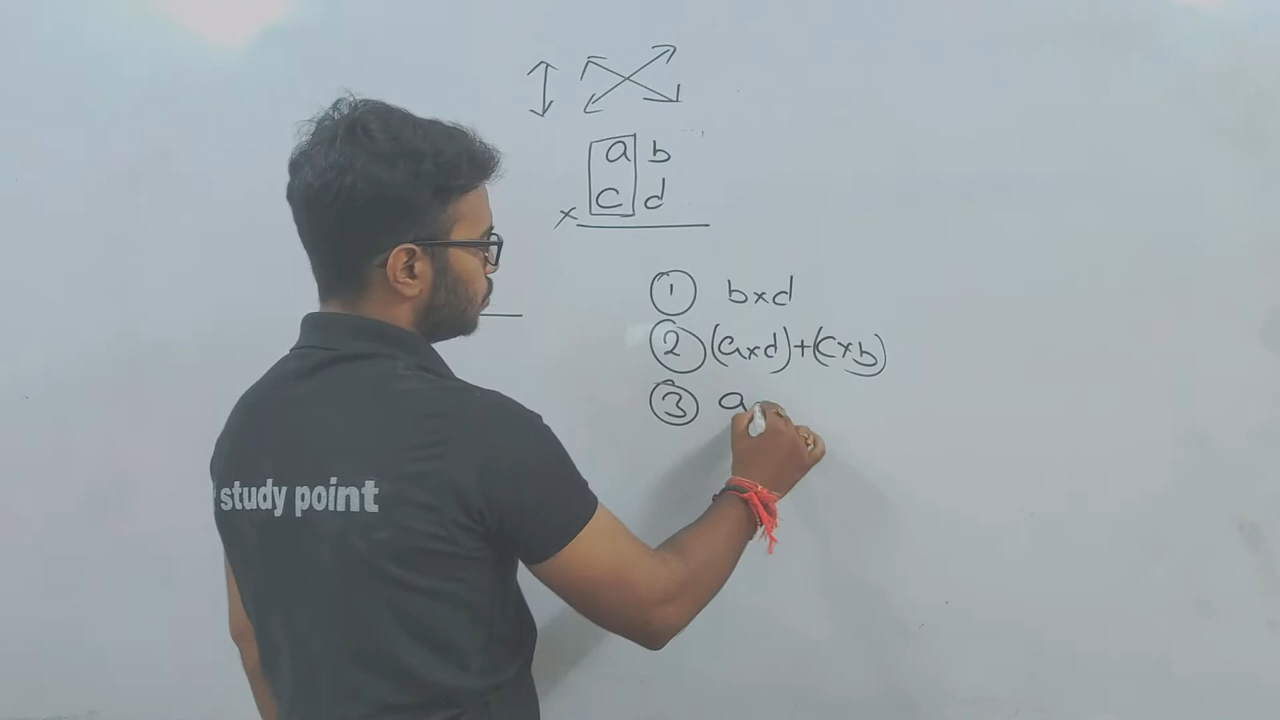 a b
c d
×
① b×d
② (a×d)+(c×b)
③ a
study point